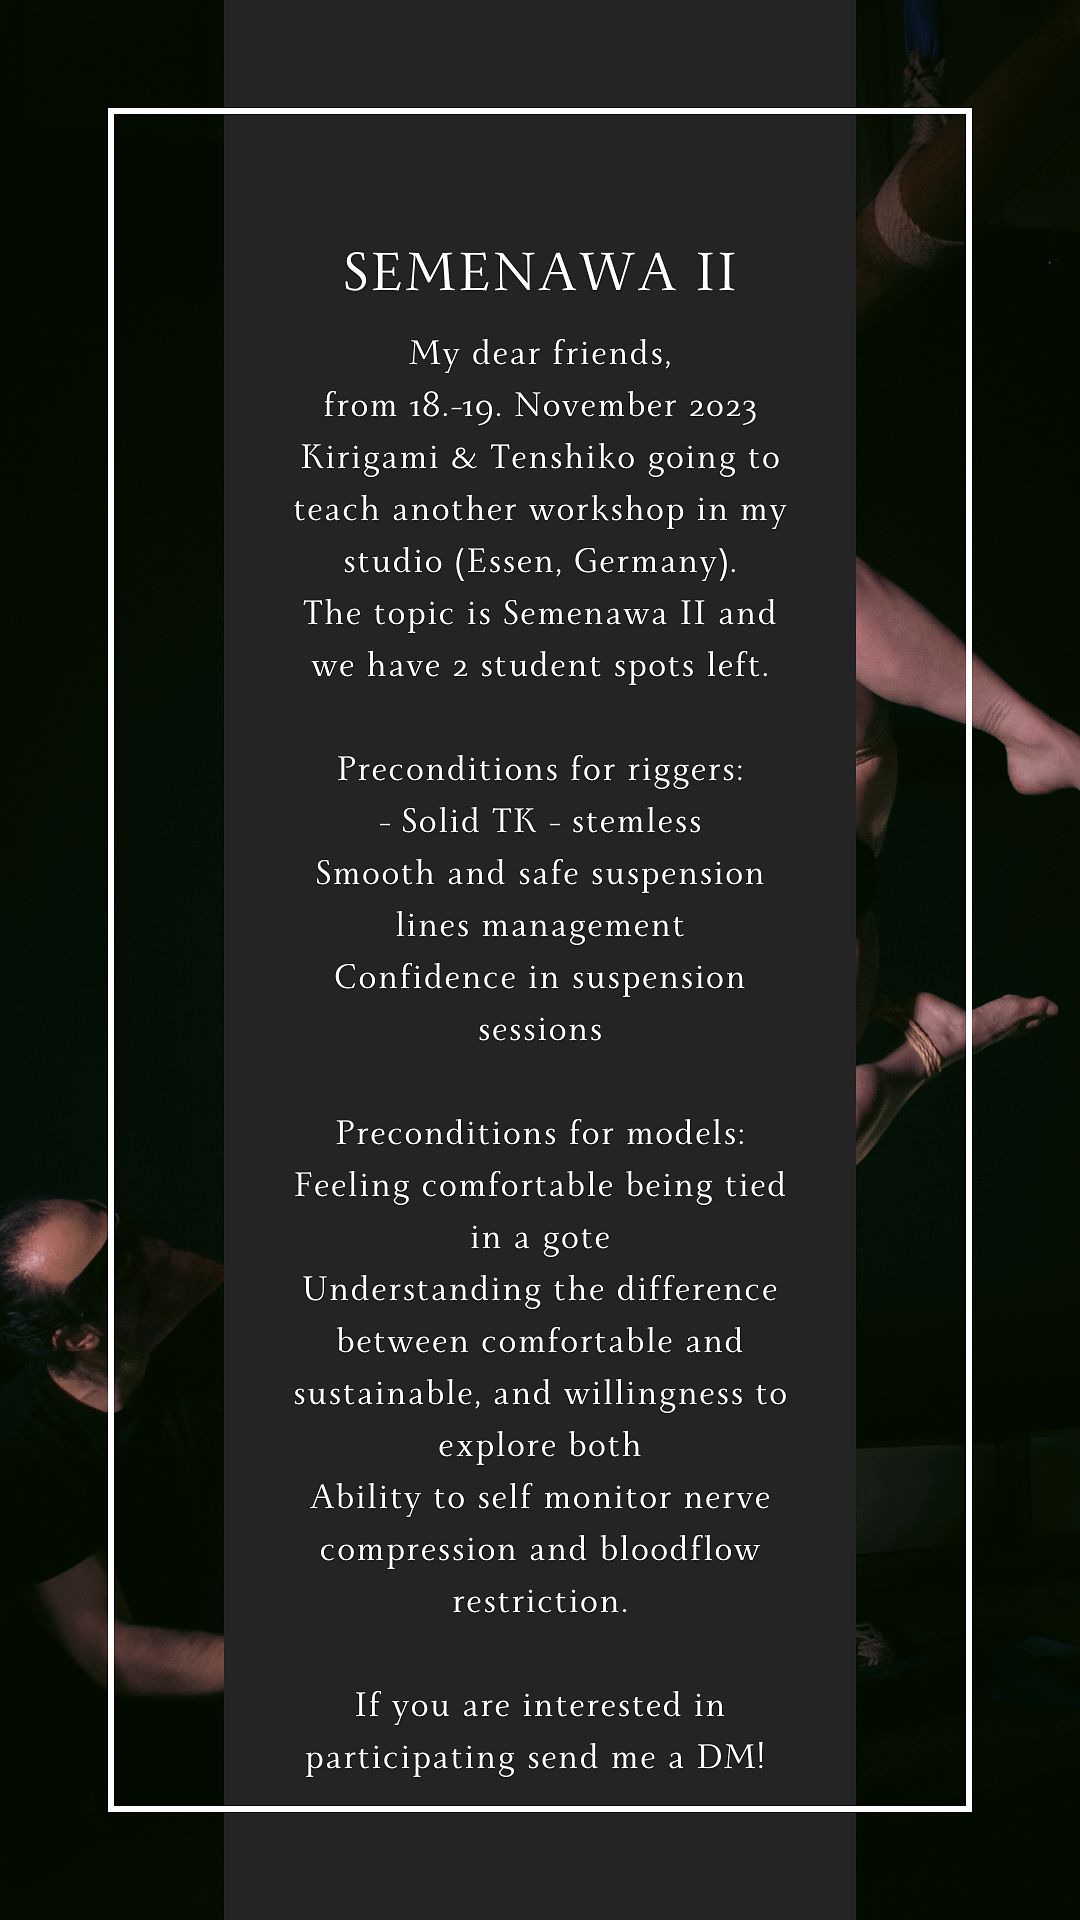 SEMENAWA II
My dear friends,
from 18.-19. November 2023
Kirigami & Tenshiko going to
teach another workshop in my
studio (Essen, Germany).
The topic is Semenawa II and
we have 2 student spots left.
Preconditions for riggers:
- Solid TK - stemless
Smooth and safe suspension
lines management
Confidence in suspension
sessions
Preconditions for models:
Feeling comfortable being tied
in a gote
Understanding the difference
between comfortable and
sustainable, and willingness to
explore both
Ability to self monitor nerve
compression and bloodflow
restriction.
If you are interested in
participating send me a DM!